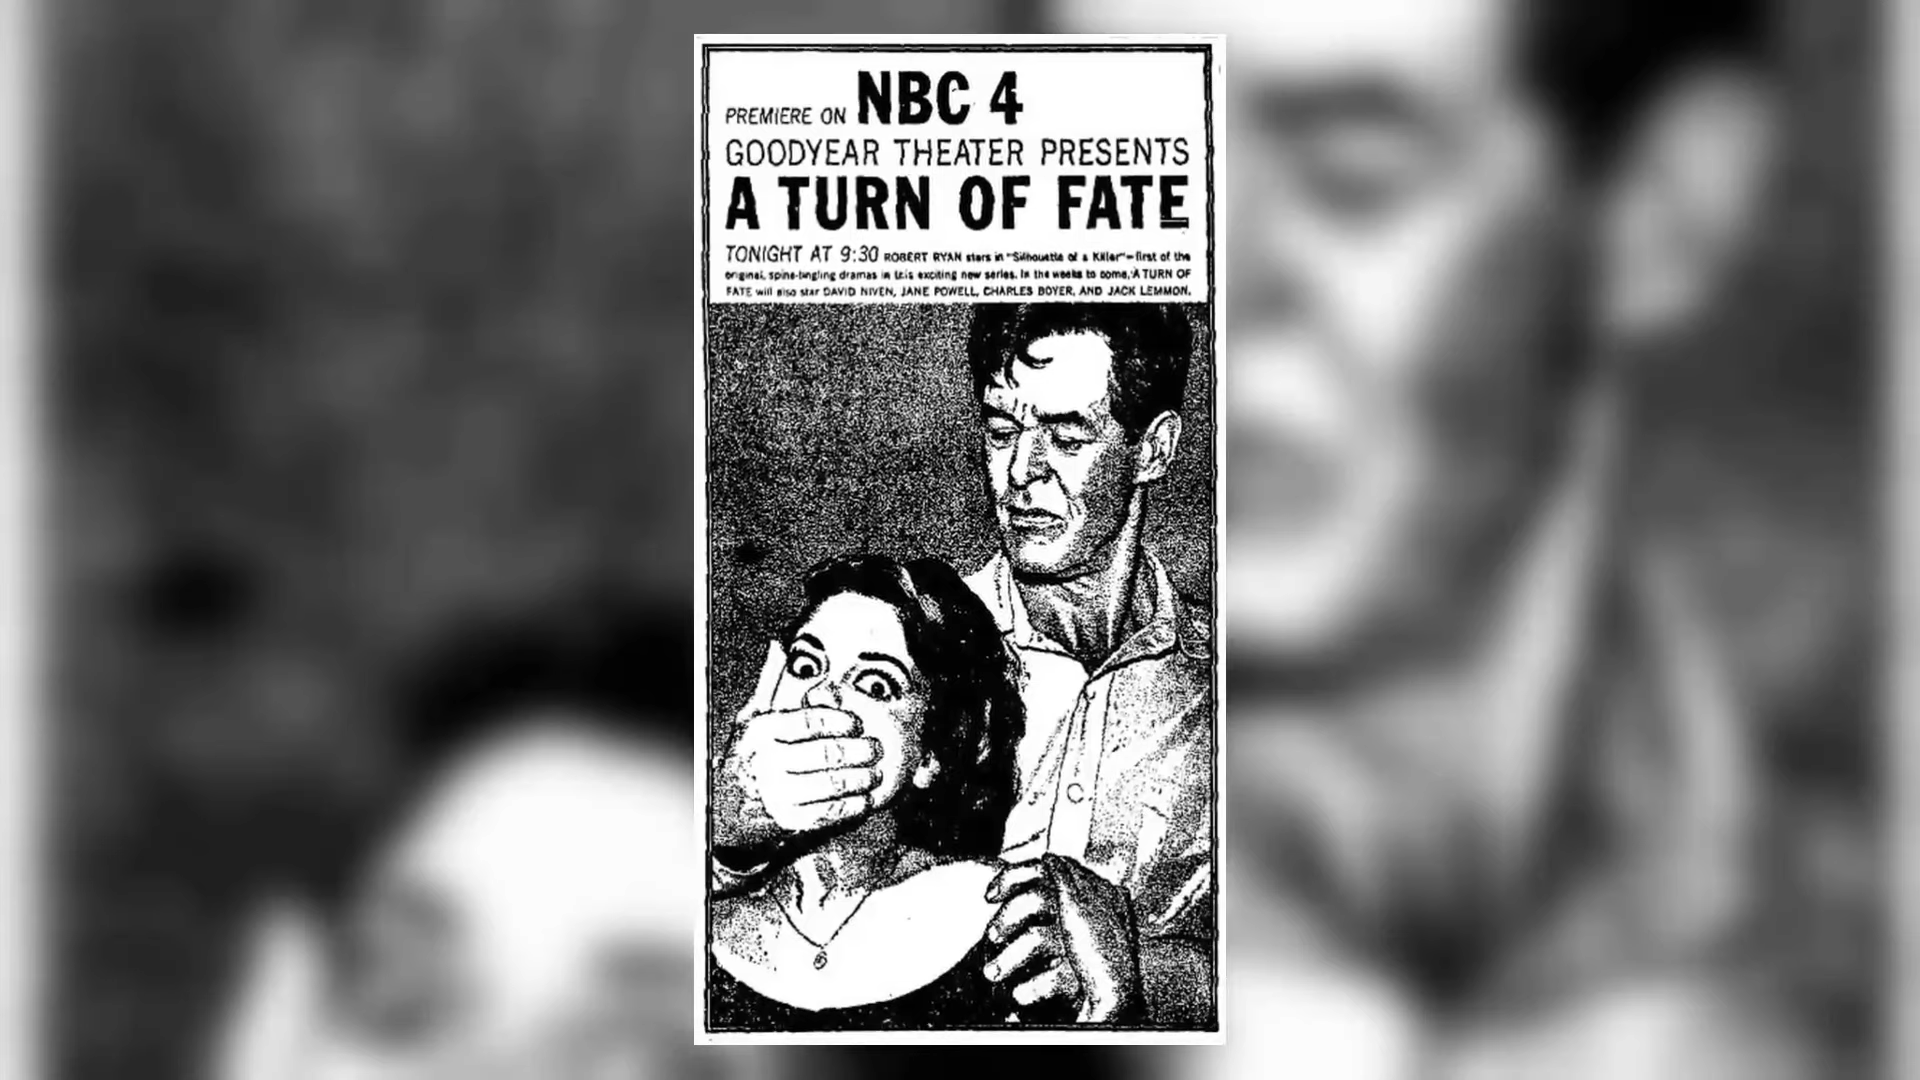 PREMIERE ON NBC 4
GOODYEAR THEATER PRESENTS
A TURN OF FATE
TONIGHT AT 9:30 ROBERT RYAN stars in "Silhouette of a Killer"—first of the
original, spine-tingling dramas in this exciting new series. In the weeks to come, A TURN OF
FATE will also star DAVID NIVEN, JANE POWELL, CHARLES BOYER, AND JACK LEMMON.